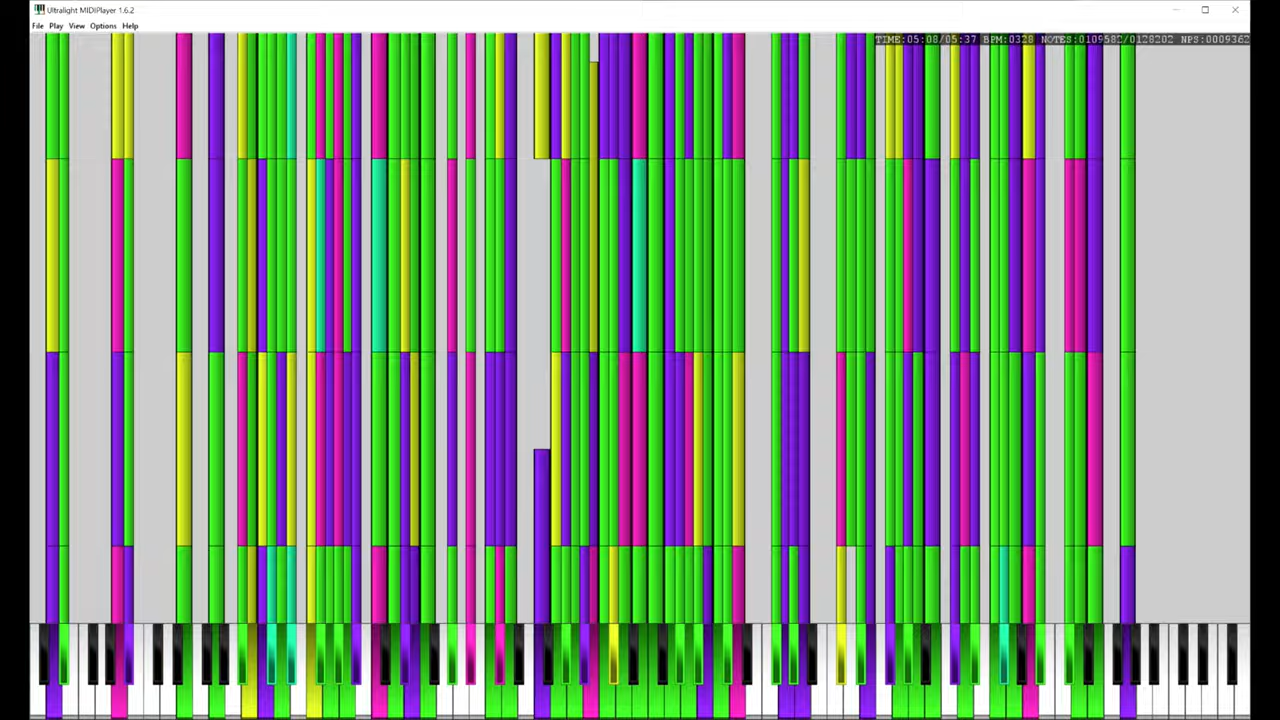 Ultralight MIDIPlayer 1.6.2
File Play View Options Help
TIME:05:08/05:37 BPM:0328 NOTES:0109582/0128202 NPS:0009362